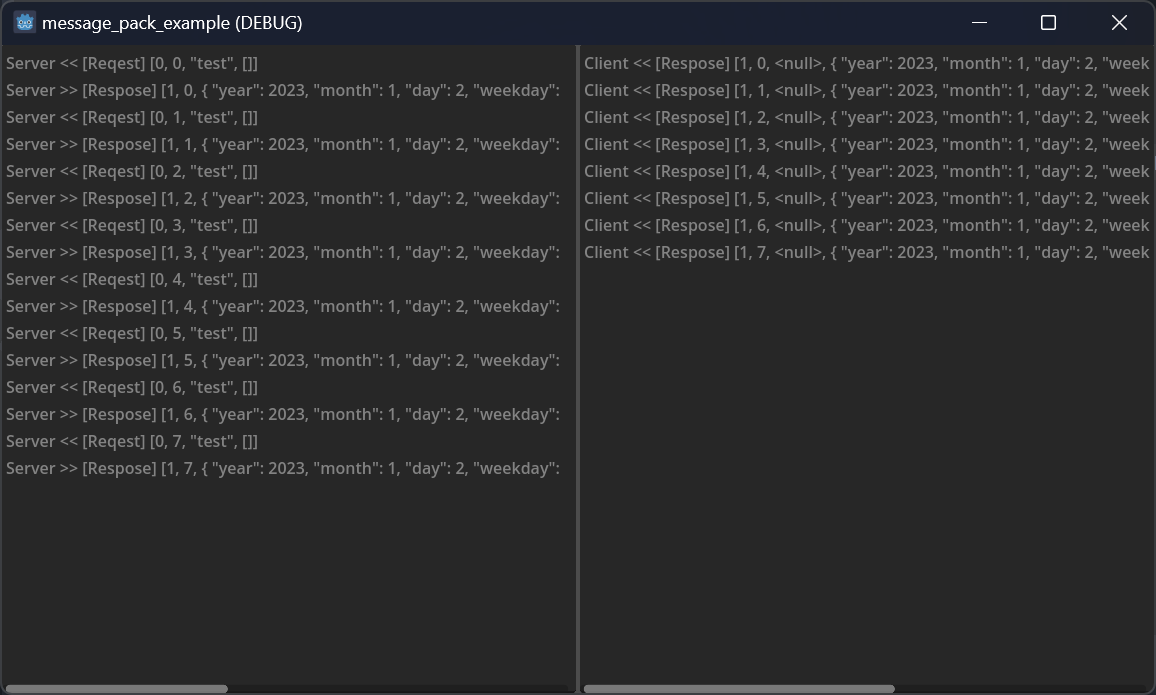 message_pack_example (DEBUG)
Server << [Reqest] [0, 0, "test", []]
Server >> [Respose] [1, 0, { "year": 2023, "month": 1, "day": 2, "weekday":
Server << [Reqest] [0, 1, "test", []]
Server >> [Respose] [1, 1, { "year": 2023, "month": 1, "day": 2, "weekday":
Server << [Reqest] [0, 2, "test", []]
Server >> [Respose] [1, 2, { "year": 2023, "month": 1, "day": 2, "weekday":
Server << [Reqest] [0, 3, "test", []]
Server >> [Respose] [1, 3, { "year": 2023, "month": 1, "day": 2, "weekday":
Server << [Reqest] [0, 4, "test", []]
Server >> [Respose] [1, 4, { "year": 2023, "month": 1, "day": 2, "weekday":
Server << [Reqest] [0, 5, "test", []]
Server >> [Respose] [1, 5, { "year": 2023, "month": 1, "day": 2, "weekday":
Server << [Reqest] [0, 6, "test", []]
Server >> [Respose] [1, 6, { "year": 2023, "month": 1, "day": 2, "weekday":
Server << [Reqest] [0, 7, "test", []]
Server >> [Respose] [1, 7, { "year": 2023, "month": 1, "day": 2, "weekday":
Client << [Respose] [1, 0, <null>, { "year": 2023, "month": 1, "day": 2, "week
Client << [Respose] [1, 1, <null>, { "year": 2023, "month": 1, "day": 2, "week
Client << [Respose] [1, 2, <null>, { "year": 2023, "month": 1, "day": 2, "week
Client << [Respose] [1, 3, <null>, { "year": 2023, "month": 1, "day": 2, "week
Client << [Respose] [1, 4, <null>, { "year": 2023, "month": 1, "day": 2, "week
Client << [Respose] [1, 5, <null>, { "year": 2023, "month": 1, "day": 2, "week
Client << [Respose] [1, 6, <null>, { "year": 2023, "month": 1, "day": 2, "week
Client << [Respose] [1, 7, <null>, { "year": 2023, "month": 1, "day": 2, "week